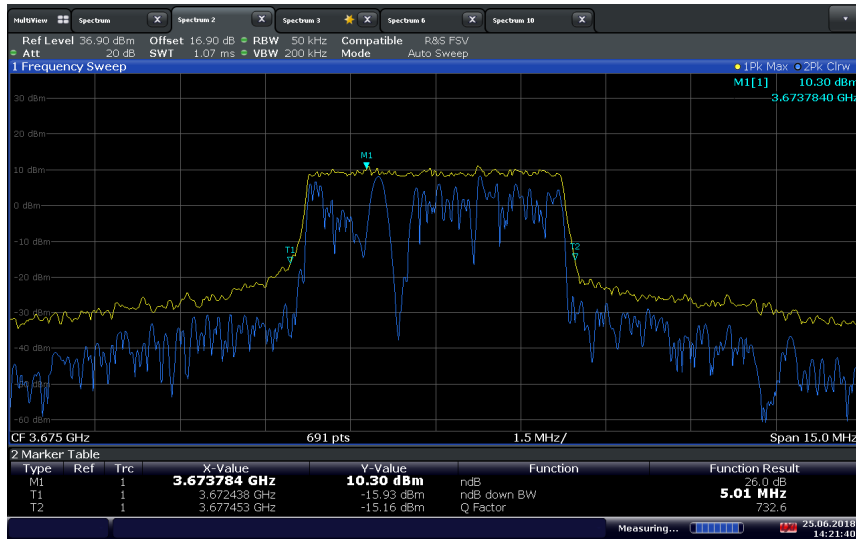 MultiView Spectrum X Spectrum 2 X Spectrum 3 X Spectrum 6 X Spectrum 10 X
Ref Level 36.90 dBm Offset 16.90 dB RBW 50 kHz Compatible R&S FSV
Att 20 dB SWT 1.07 ms VBW 200 kHz Mode Auto Sweep
1 Frequency Sweep 1Pk Max 2Pk Clrw
M1[1] 10.30 dBm
3.6737840 GHz
30 dBm
20 dBm
M1
10 dBm
0 dBm
-10 dBm
T1 T2
-20 dBm
-30 dBm
-40 dBm
-50 dBm
-60 dBm
CF 3.675 GHz 691 pts 1.5 MHz/ Span 15.0 MHz
2 Marker Table
Type Ref Trc X-Value Y-Value Function Function Result
M1 1 3.673784 GHz 10.30 dBm ndB 26.0 dB
T1 1 3.672438 GHz -15.93 dBm ndB down BW 5.01 MHz
T2 1 3.677453 GHz -15.16 dBm Q Factor 732.6
Measuring... 25.06.2018
14:21:40